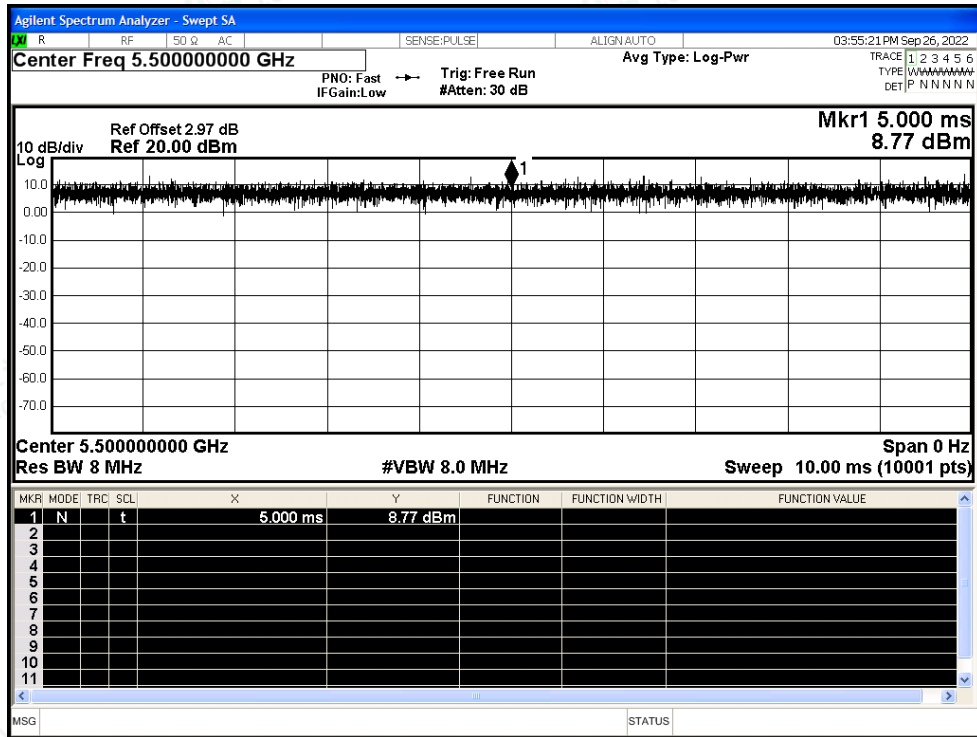 Agilent Spectrum Analyzer - Swept SA
LXI R RF 50 Ω AC SENSE:PULSE ALIGN AUTO 03:55:21 PM Sep 26, 2022
Center Freq 5.500000000 GHz
PNO: Fast
IFGain:Low
Trig: Free Run
#Atten: 30 dB
Avg Type: Log-Pwr
TRACE 1 2 3 4 5 6
TYPE WWWWWW
DET P N N N N N
Mkr1 5.000 ms
8.77 dBm
Ref Offset 2.97 dB
10 dB/div Ref 20.00 dBm
Log
1
10.0
0.00
-10.0
-20.0
-30.0
-40.0
-50.0
-60.0
-70.0
Center 5.500000000 GHz Span 0 Hz
Res BW 8 MHz #VBW 8.0 MHz Sweep 10.00 ms (10001 pts)
MKR MODE TRC SCL X Y FUNCTION FUNCTION WIDTH FUNCTION VALUE
1 N t 5.000 ms 8.77 dBm
2
3
4
5
6
7
8
9
10
11
MSG STATUS